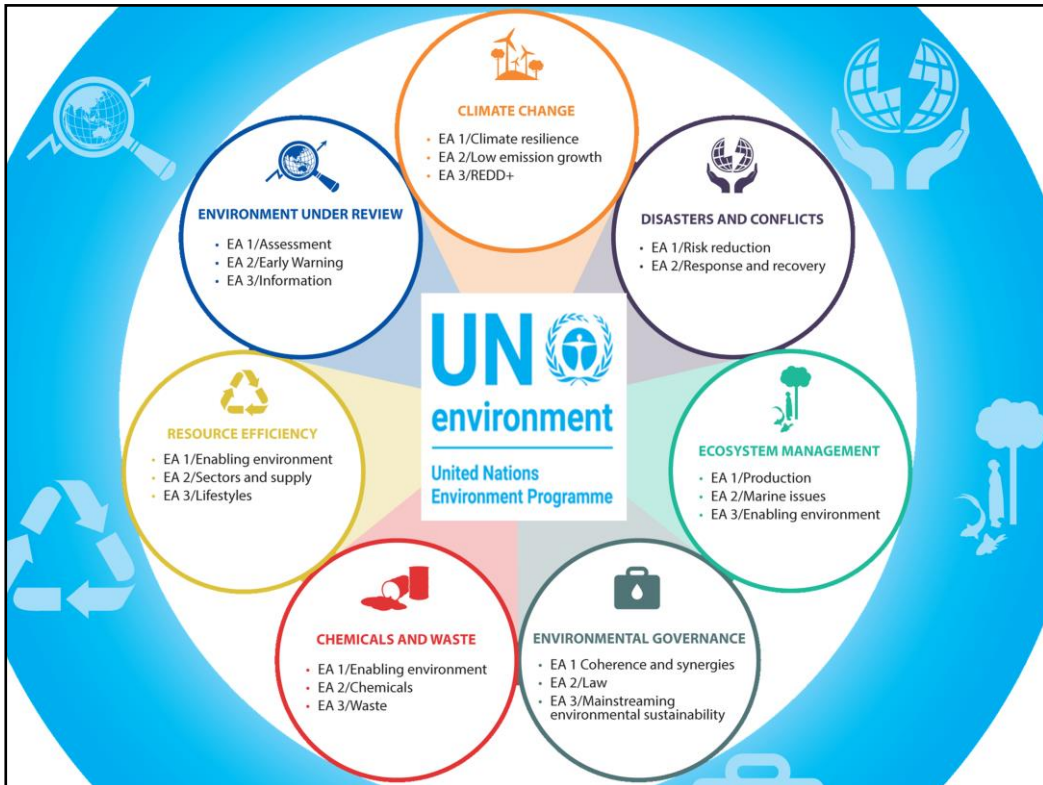 CLIMATE CHANGE
• EA 1/Climate resilience
• EA 2/Low emission growth
• EA 3/REDD+
ENVIRONMENT UNDER REVIEW
• EA 1/Assessment
• EA 2/Early Warning
• EA 3/Information
DISASTERS AND CONFLICTS
• EA 1/Risk reduction
• EA 2/Response and recovery
UN
environment
United Nations
Environment Programme
RESOURCE EFFICIENCY
• EA 1/Enabling environment
• EA 2/Sectors and supply
• EA 3/Lifestyles
ECOSYSTEM MANAGEMENT
• EA 1/Production
• EA 2/Marine issues
• EA 3/Enabling environment
CHEMICALS AND WASTE
• EA 1/Enabling environment
• EA 2/Chemicals
• EA 3/Waste
ENVIRONMENTAL GOVERNANCE
• EA 1 Coherence and synergies
• EA 2/Law
• EA 3/Mainstreaming
environmental sustainability